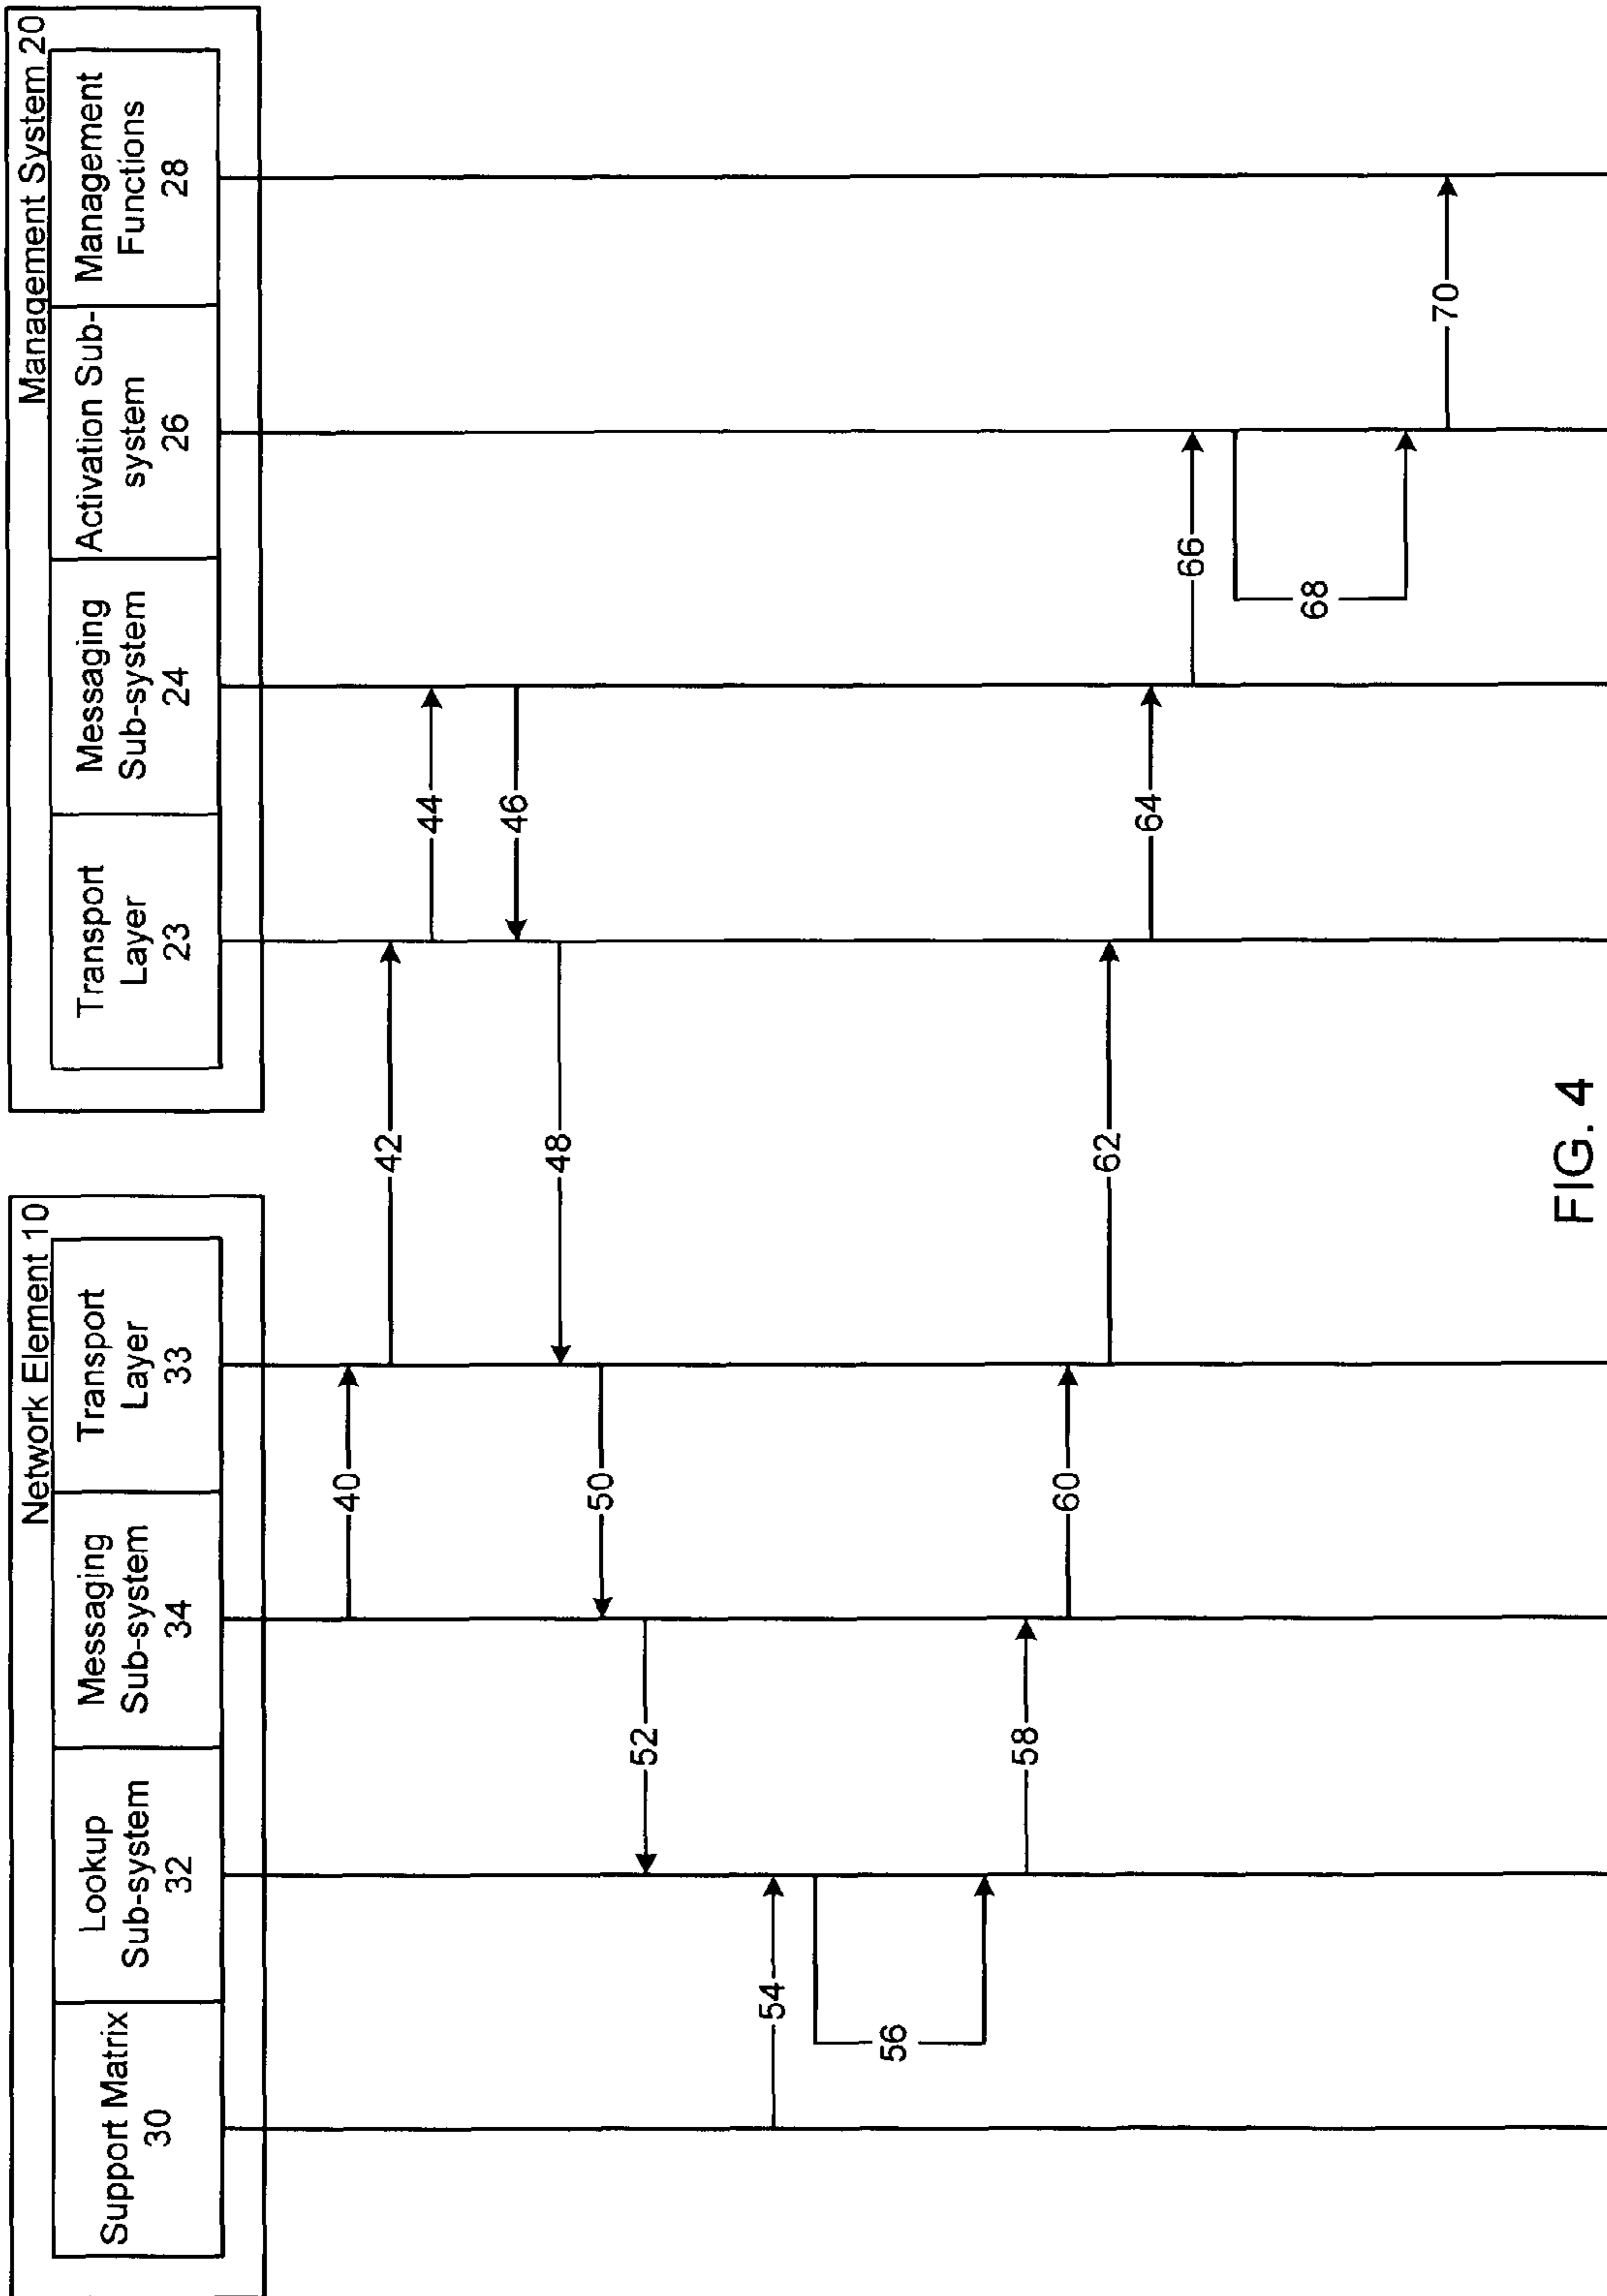 Network Element 10
Support Matrix
30
Lookup
Sub-system
32
Messaging
Sub-system
34
Transport
Layer
33
Management System 20
Transport
Layer
23
Messaging
Sub-system
24
Activation Sub-
system
26
Management
Functions
28
40
42
44
46
48
50
52
54
56
58
60
62
64
66
68
70
FIG. 4